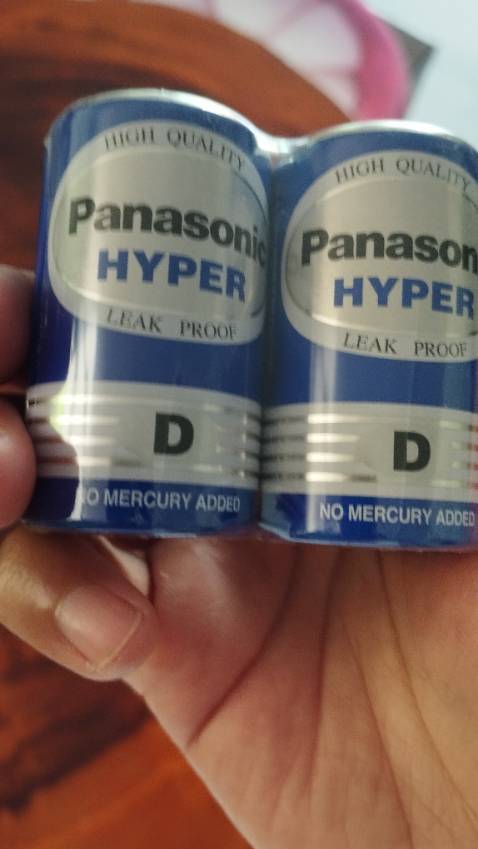 HIGH QUALITY
Panasonic
HYPER
LEAK PROOF
D
NO MERCURY ADDED
HIGH QUALITY
Panason
HYPER
LEAK PROOF
D
NO MERCURY ADDED